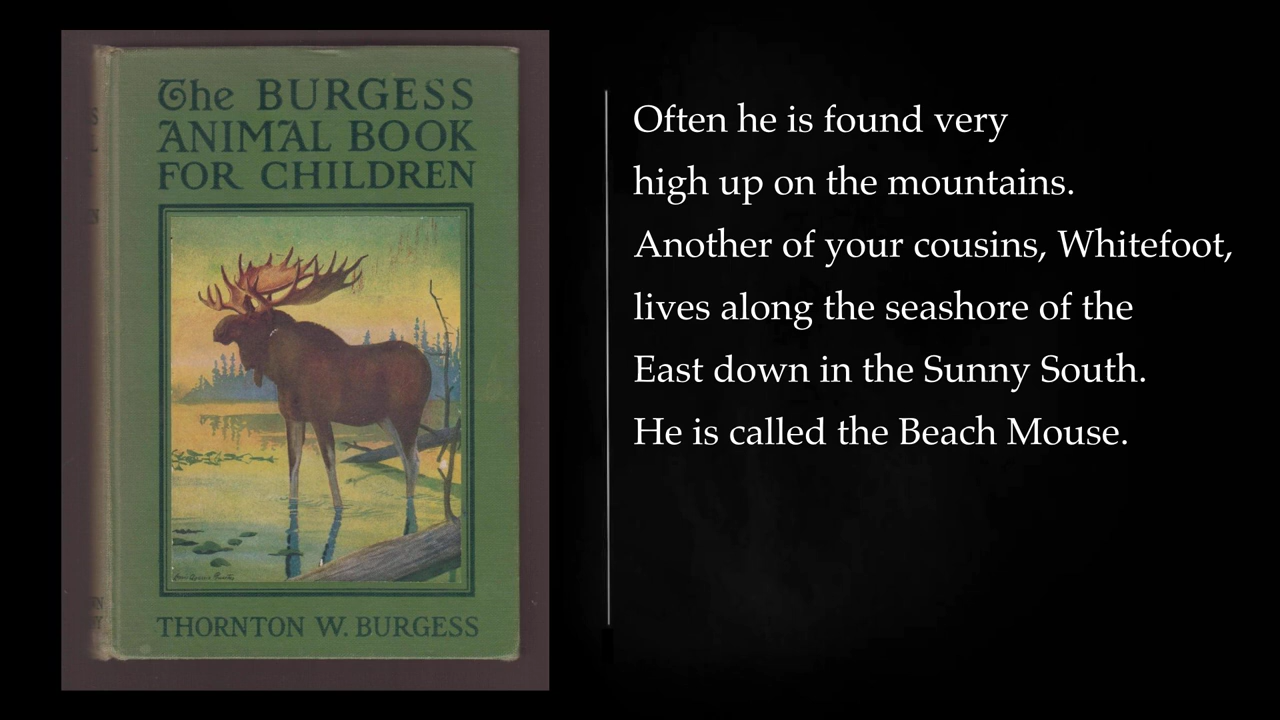 The BURGESS
ANIMAL BOOK
FOR CHILDREN
THORNTON W. BURGESS
Often he is found very
high up on the mountains.
Another of your cousins, Whitefoot,
lives along the seashore of the
East down in the Sunny South.
He is called the Beach Mouse.